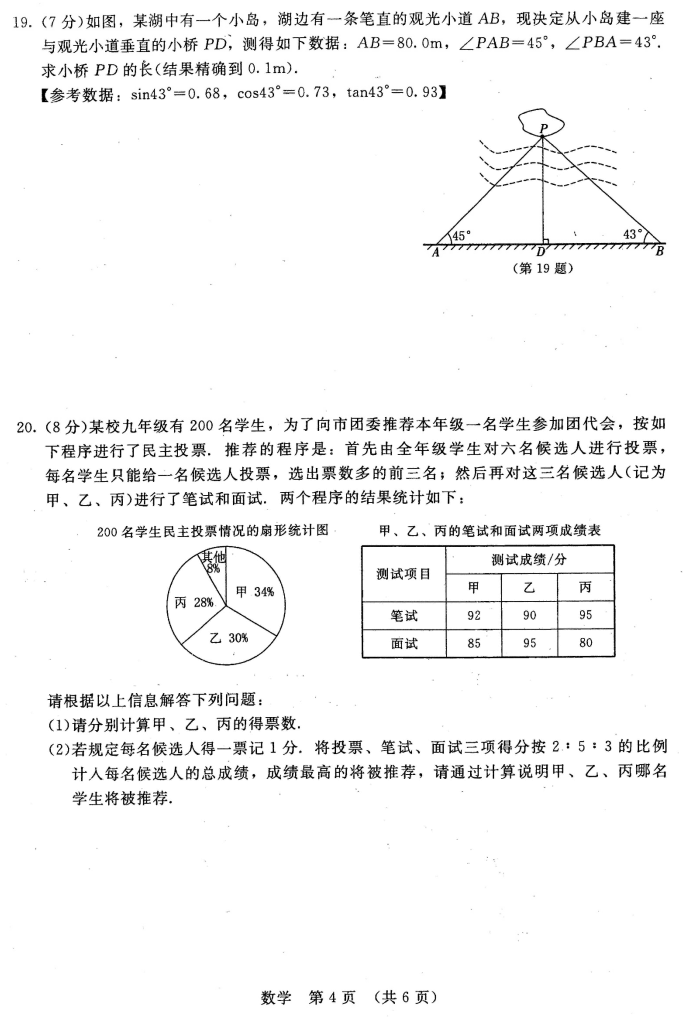 19.(7分)如图，某湖中有一个小岛，湖边有一条笔直的观光小道 AB，现决定从小岛建一座
与观光小道垂直的小桥 PD，测得如下数据：AB=80.0m，∠PAB=45°，∠PBA=43°.
求小桥 PD 的长(结果精确到 0.1m).
【参考数据：sin43°=0.68，cos43°=0.73，tan43°=0.93】
P
45°
43°
A
D
B
(第 19 题)
20.(8分)某校九年级有 200 名学生，为了向市团委推荐本年级一名学生参加团代会，按如
下程序进行了民主投票. 推荐的程序是：首先由全年级学生对六名候选人进行投票，
每名学生只能给一名候选人投票，选出票数多的前三名；然后再对这三名候选人(记为
甲、乙、丙)进行了笔试和面试. 两个程序的结果统计如下：
200 名学生民主投票情况的扇形统计图
其他
8%
甲 34%
丙 28%
乙 30%
甲、乙、丙的笔试和面试两项成绩表
测试项目 测试成绩/分
甲 乙 丙
笔试 92 90 95
面试 85 95 80
请根据以上信息解答下列问题：
(1)请分别计算甲、乙、丙的得票数.
(2)若规定每名候选人得一票记 1 分. 将投票、笔试、面试三项得分按 2：5：3 的比例
计入每名候选人的总成绩，成绩最高的将被推荐，请通过计算说明甲、乙、丙哪名
学生将被推荐.
数学 第 4 页 (共 6 页)